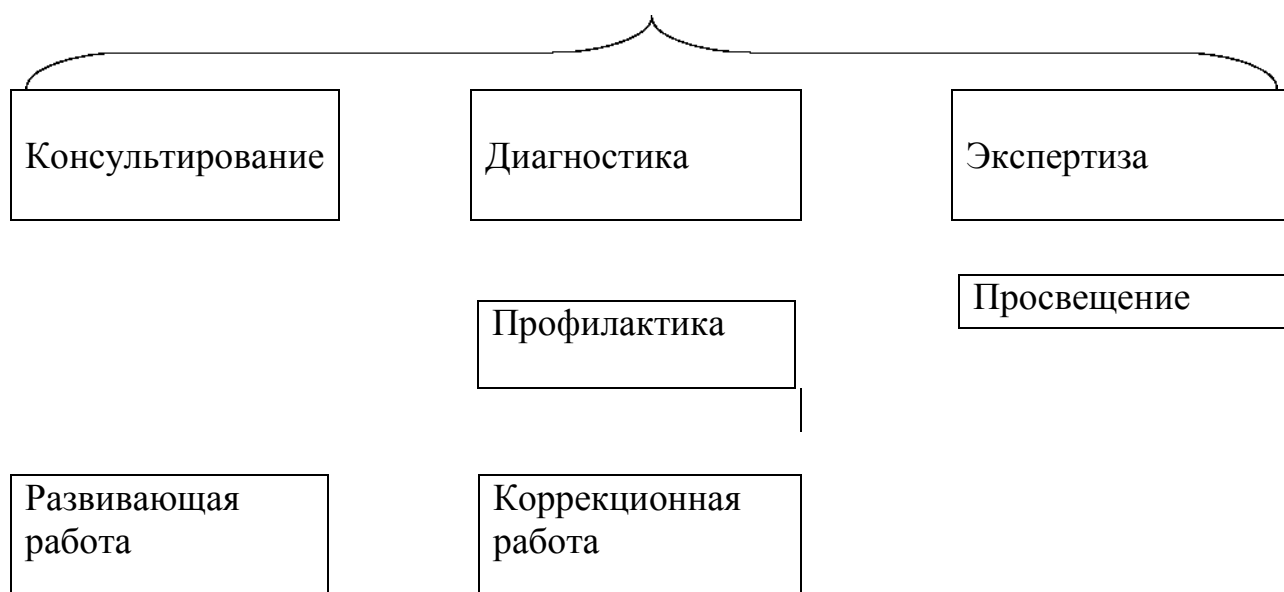 Консультирование
Диагностика
Экспертиза
Просвещение
Профилактика
Развивающая
работа
Коррекционная
работа